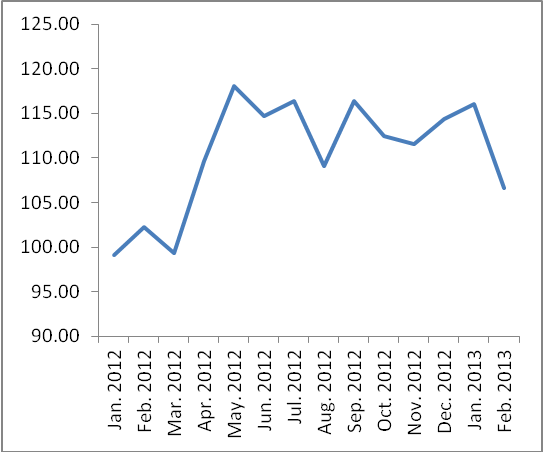 125.00
120.00
115.00
110.00
105.00
100.00
95.00
90.00
Jan. 2012
Feb. 2012
Mar. 2012
Apr. 2012
May. 2012
Jun. 2012
Jul. 2012
Aug. 2012
Sep. 2012
Oct. 2012
Nov. 2012
Dec. 2012
Jan. 2013
Feb. 2013